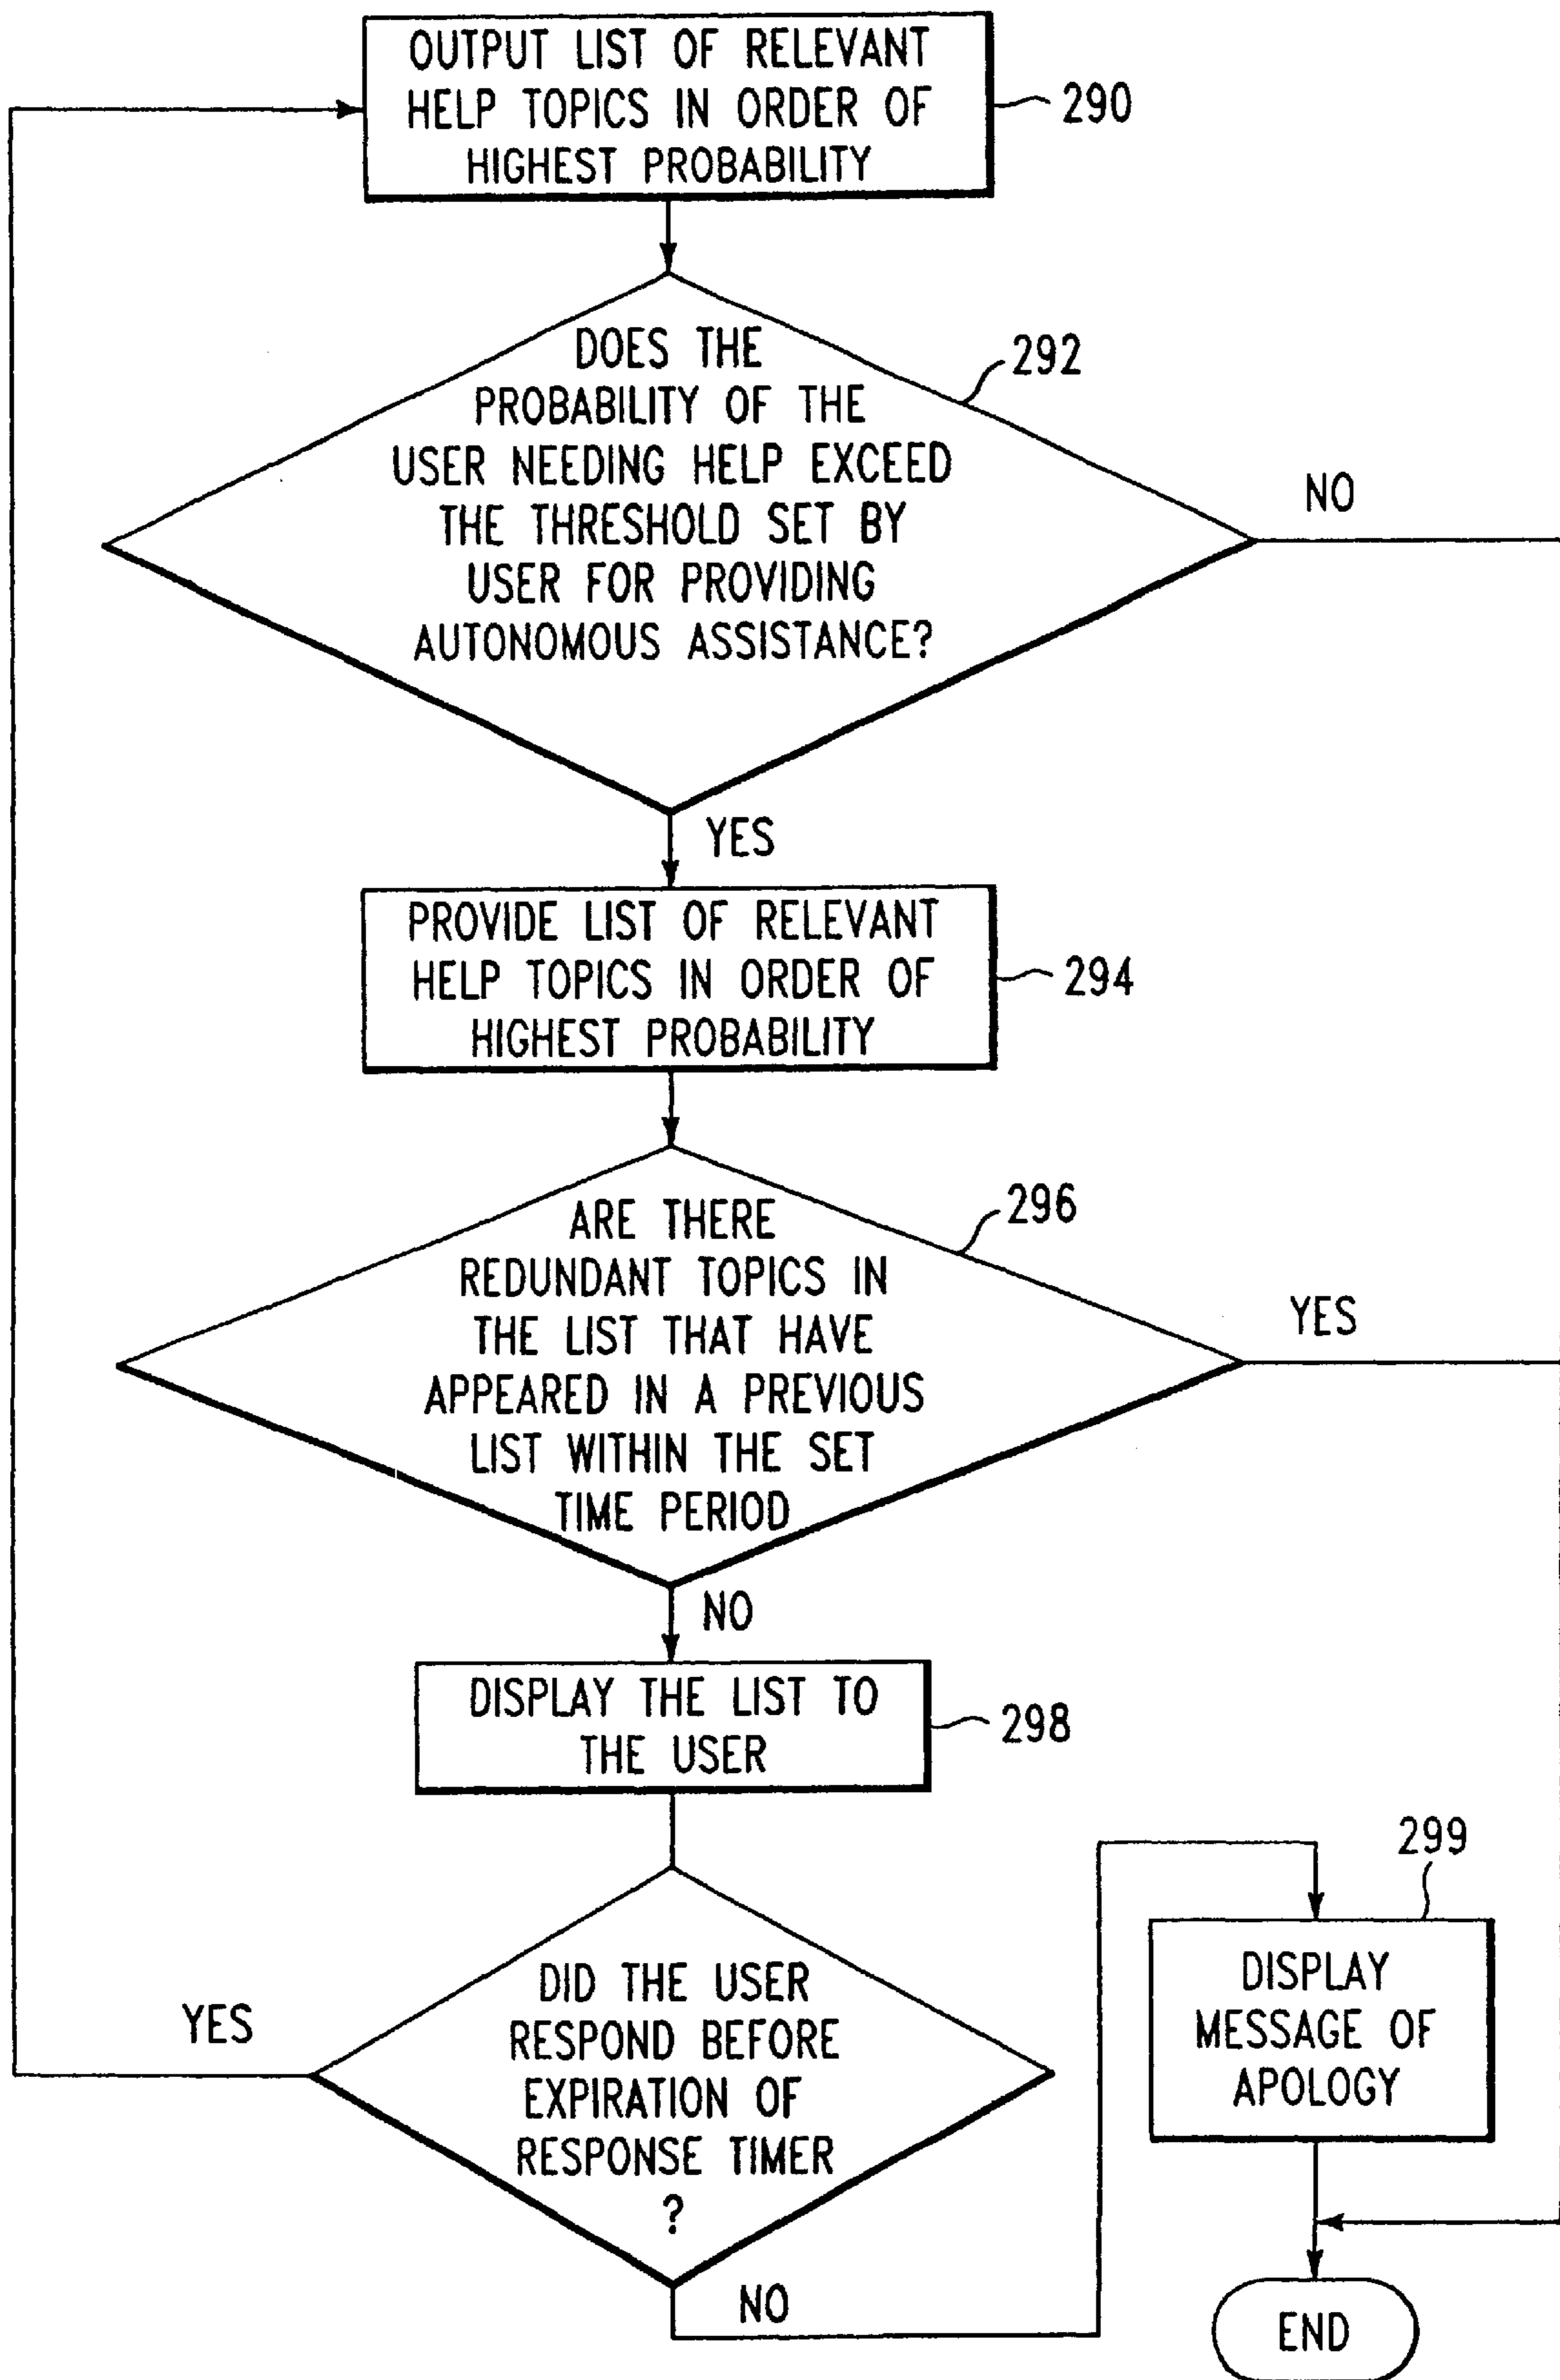 OUTPUT LIST OF RELEVANT
HELP TOPICS IN ORDER OF
HIGHEST PROBABILITY
290
DOES THE
PROBABILITY OF THE
USER NEEDING HELP EXCEED
THE THRESHOLD SET BY
USER FOR PROVIDING
AUTONOMOUS ASSISTANCE?
292
NO
YES
PROVIDE LIST OF RELEVANT
HELP TOPICS IN ORDER OF
HIGHEST PROBABILITY
294
ARE THERE
REDUNDANT TOPICS IN
THE LIST THAT HAVE
APPEARED IN A PREVIOUS
LIST WITHIN THE SET
TIME PERIOD
296
YES
NO
DISPLAY THE LIST TO
THE USER
298
DID THE USER
RESPOND BEFORE
EXPIRATION OF
RESPONSE TIMER
?
YES
NO
299
DISPLAY
MESSAGE OF
APOLOGY
END